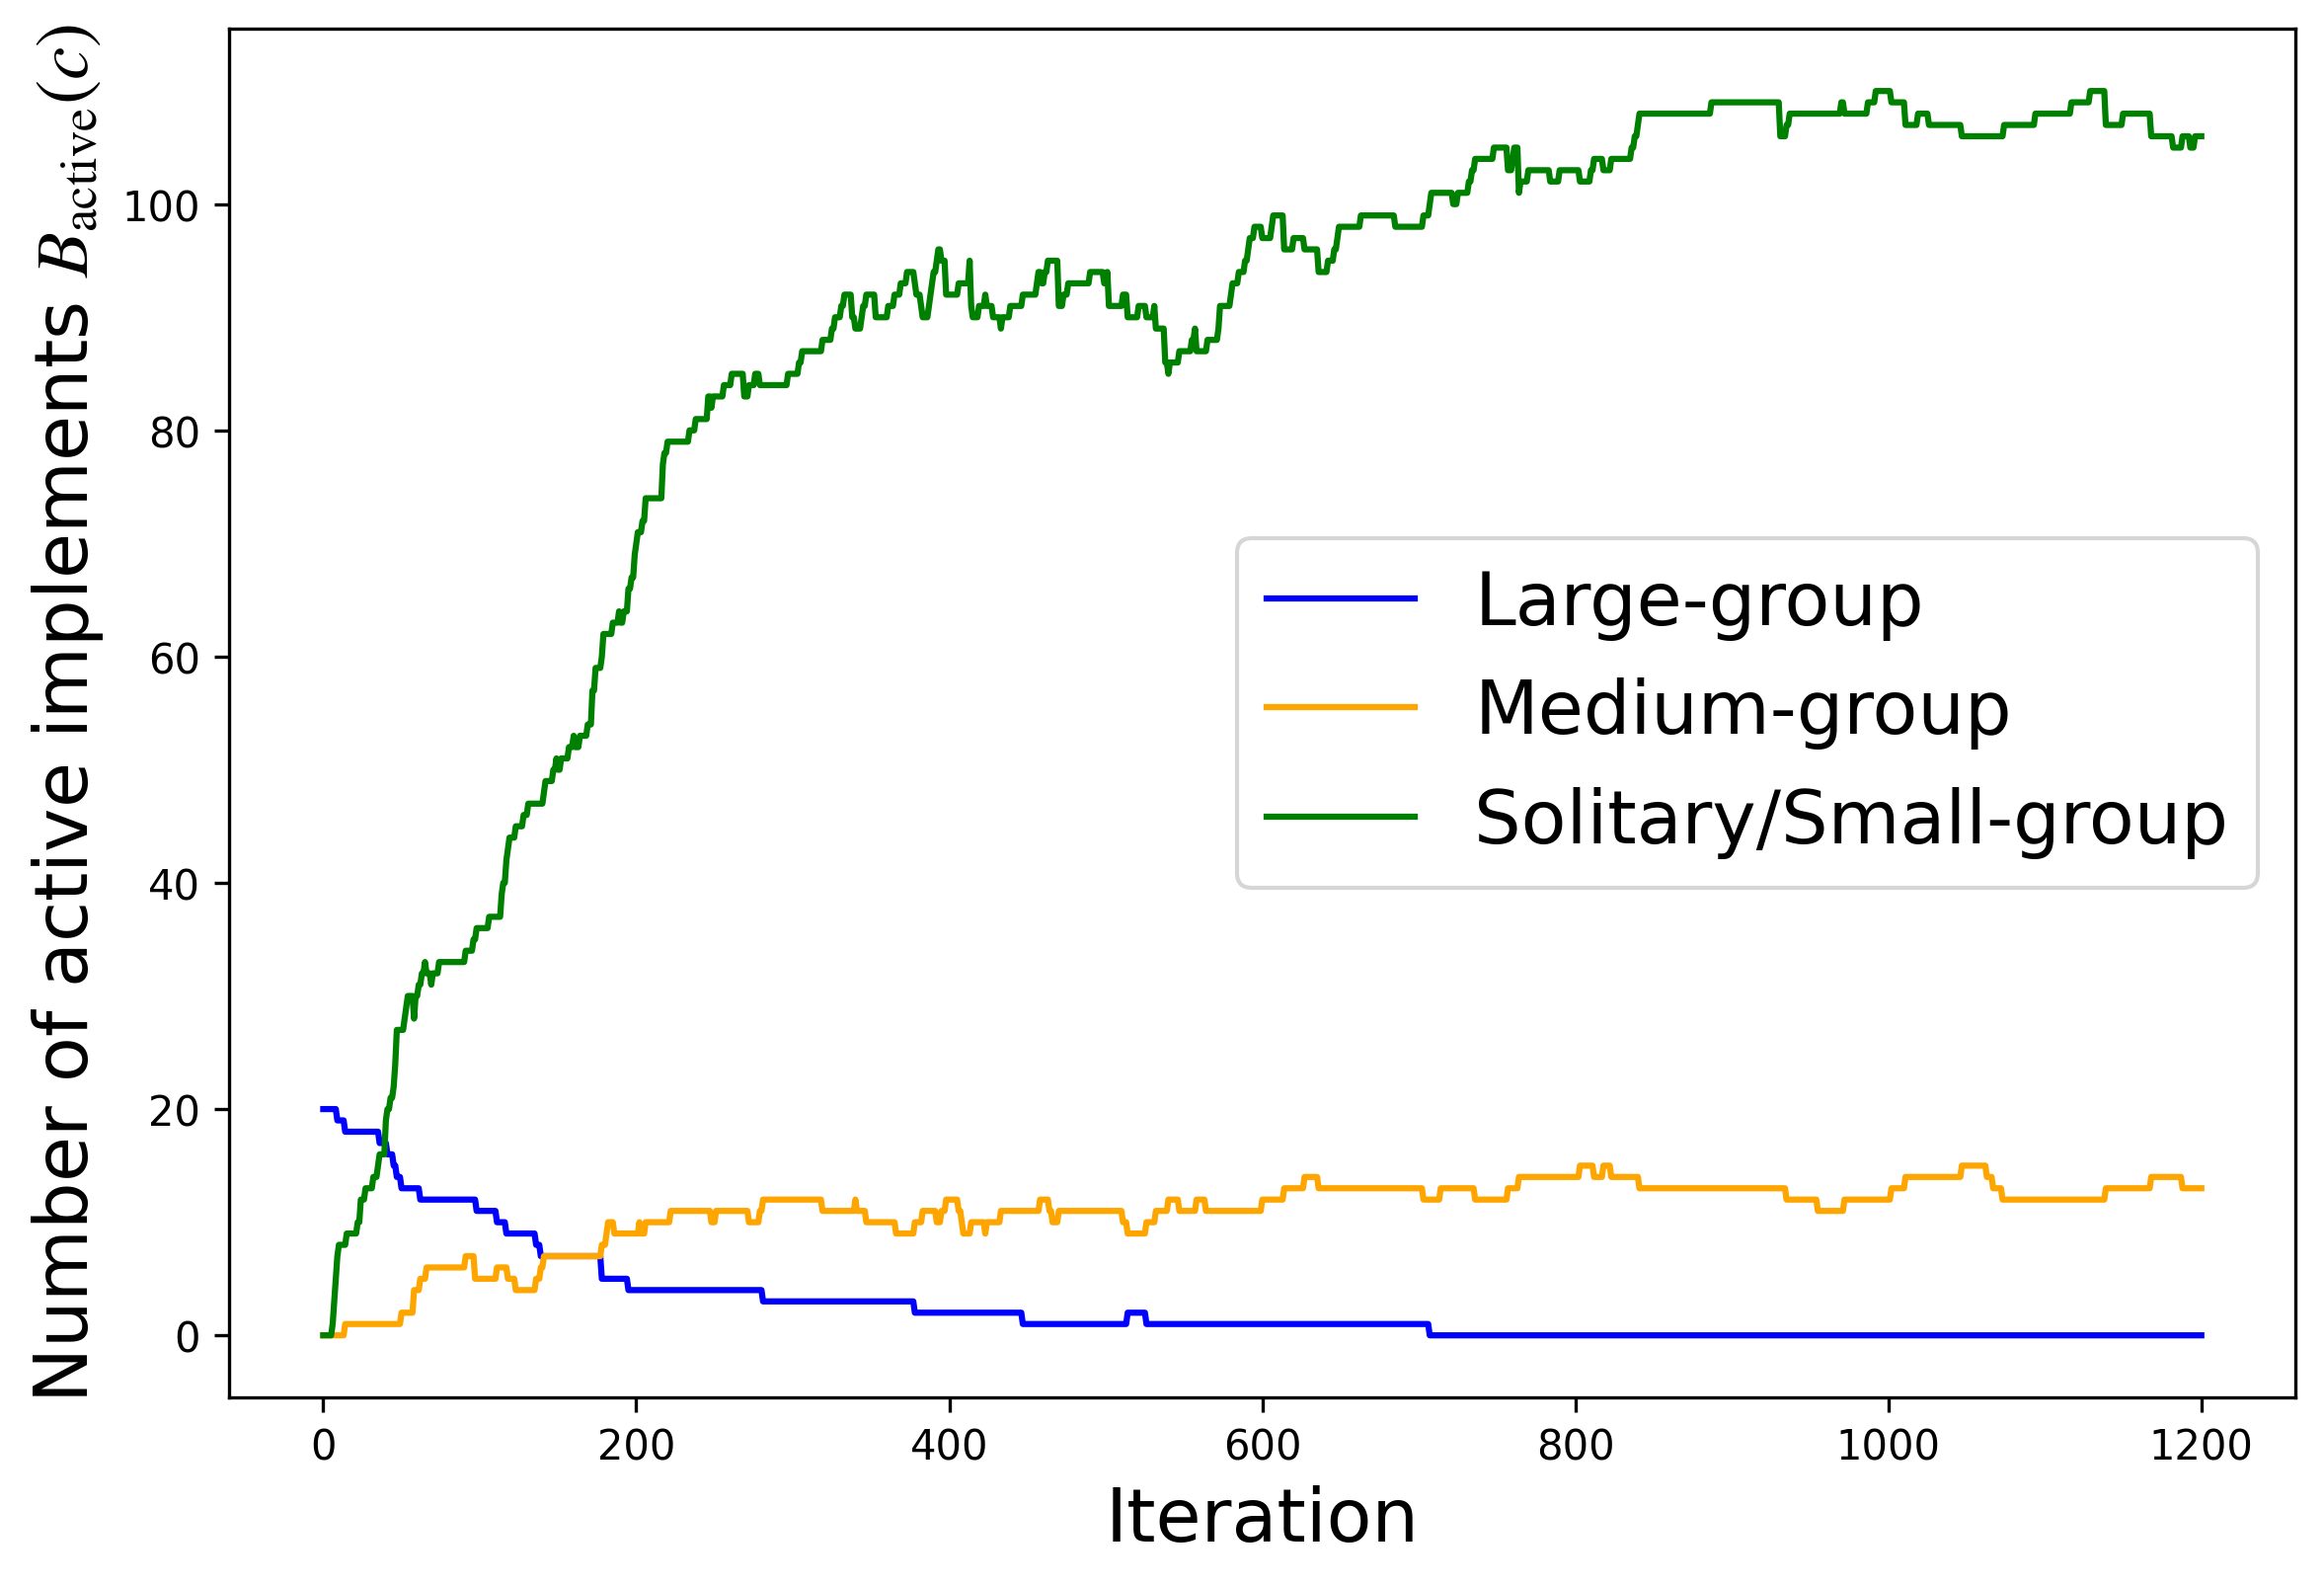 Number of active implements B_active(c)
100
80
60
40
20
0
Large-group
Medium-group
Solitary/Small-group
0 200 400 600 800 1000 1200
Iteration